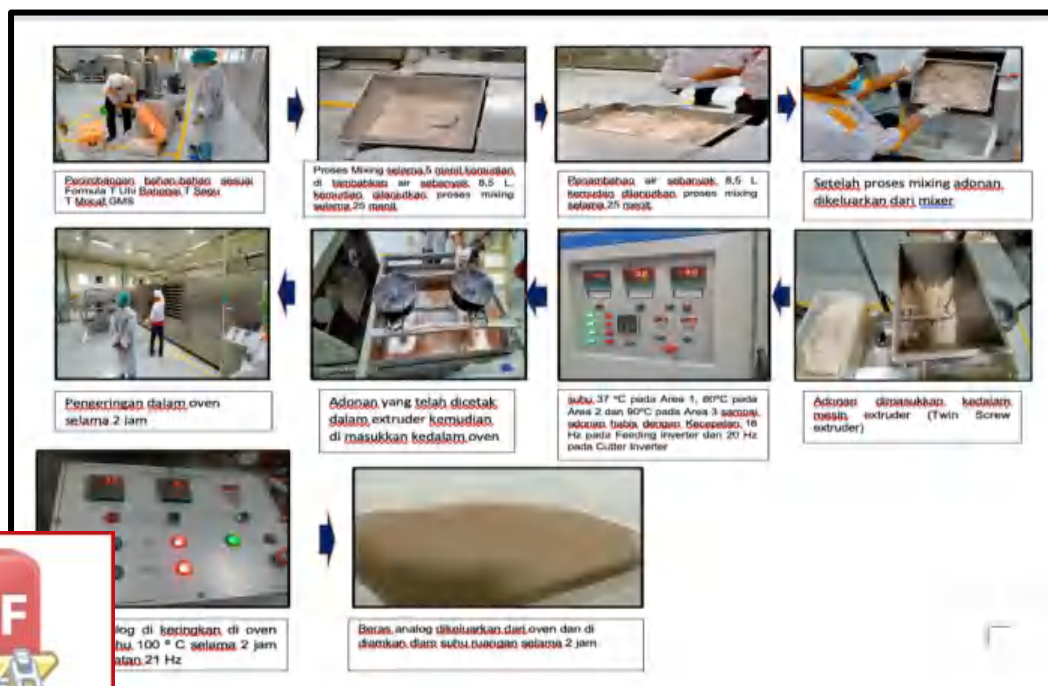 Penimbangan bahan-bahan sesuai
Formula T Ubi Banggai, T Sagu
T Mocaf, GMS
Proses Mixing selama 5 menit kemudian
di tambahkan air sebanyak 8,5 L
kemudian dilanjutkan proses mixing
selama 25 menit
Penambahan air sebanyak 8,5 L
kemudian dilanjutkan proses mixing
selama 25 menit
Setelah proses mixing adonan
dikeluarkan dari mixer
Adonan dimasukkan kedalam
mesin extruder (Twin Screw
extruder)
suhu 37 °C pada Area 1, 80°C pada
Area 2 dan 90°C pada Area 3 sampai
adonan habis dengan Kecepatan 16
Hz pada Feeding Inverter dan 20 Hz
pada Cutter Inverter
Adonan yang telah dicetak
dalam extruder kemudian
di masukkan kedalam oven
Pengeringan dalam oven
selama 2 jam
log di keringkan di oven
hu 100 ° C selama 2 jam
atan 21 Hz
Beras analog dikeluarkan dari oven dan di
diamkan diam suhu ruangan selama 2 jam
F